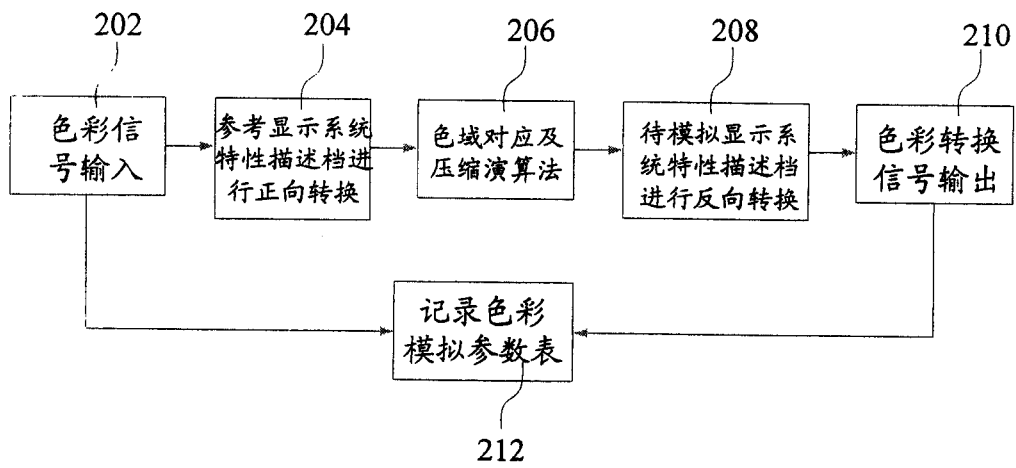 202
204
206
208
210
色彩信
号输入
参考显示系统
特性描述档进
行正向转换
色域对应及
压缩演算法
待模拟显示系
统特性描述档
进行反向转换
色彩转换
信号输出
记录色彩
模拟参数表
212